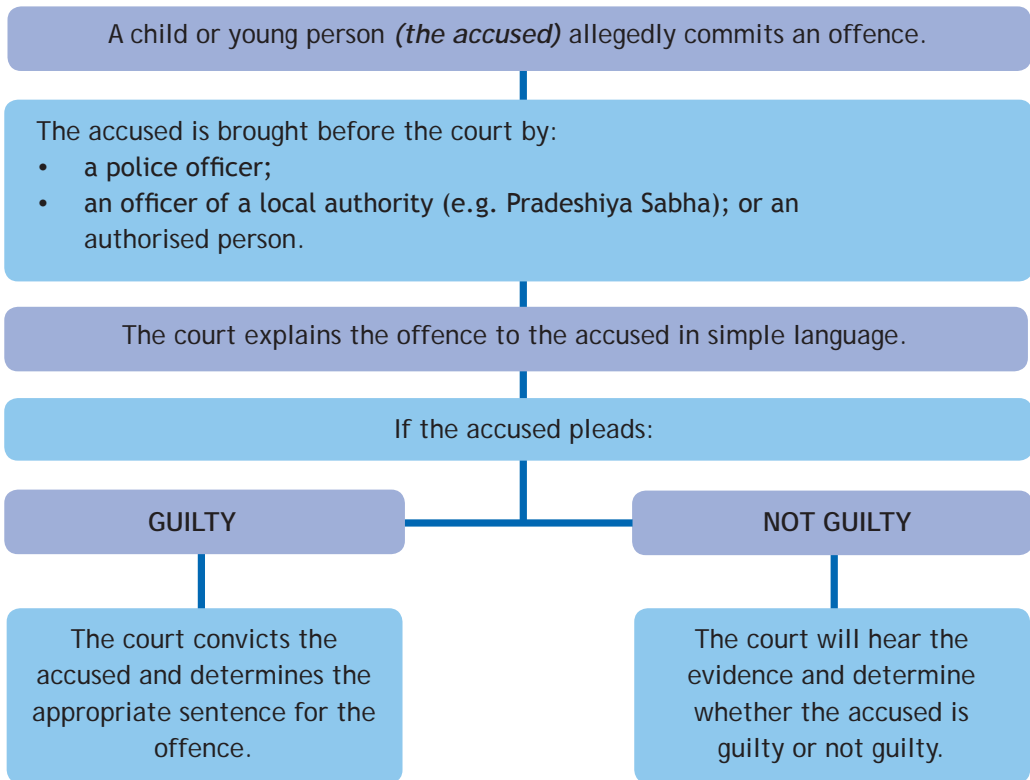 A child or young person (the accused) allegedly commits an offence.
The accused is brought before the court by:
• a police officer;
• an officer of a local authority (e.g. Pradeshiya Sabha); or an
authorised person.
The court explains the offence to the accused in simple language.
If the accused pleads:
GUILTY
NOT GUILTY
The court convicts the
accused and determines the
appropriate sentence for the
offence.
The court will hear the
evidence and determine
whether the accused is
guilty or not guilty.